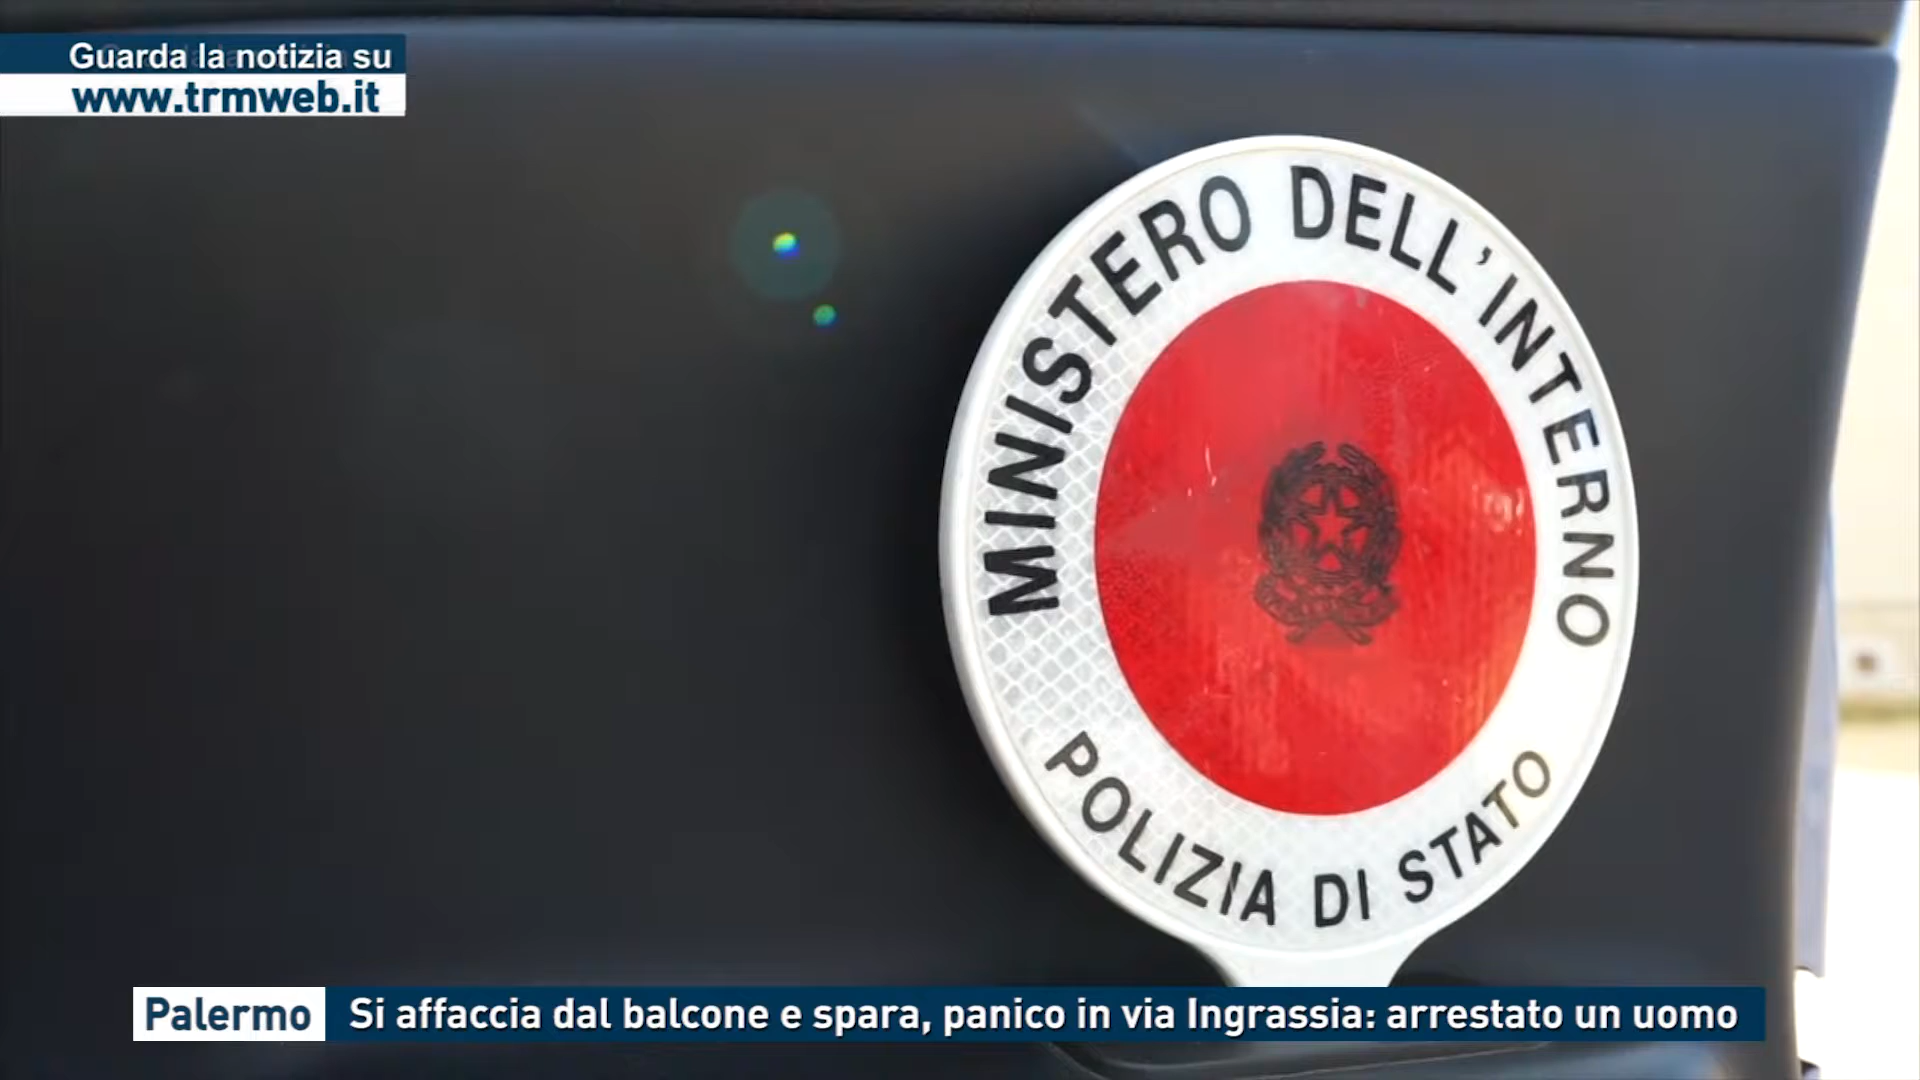 Guarda la notizia su
www.trmweb.it
MINISTERO DELL'INTERNO
POLIZIA DI STATO
Palermo
Si affaccia dal balcone e spara, panico in via Ingrassia: arrestato un uomo